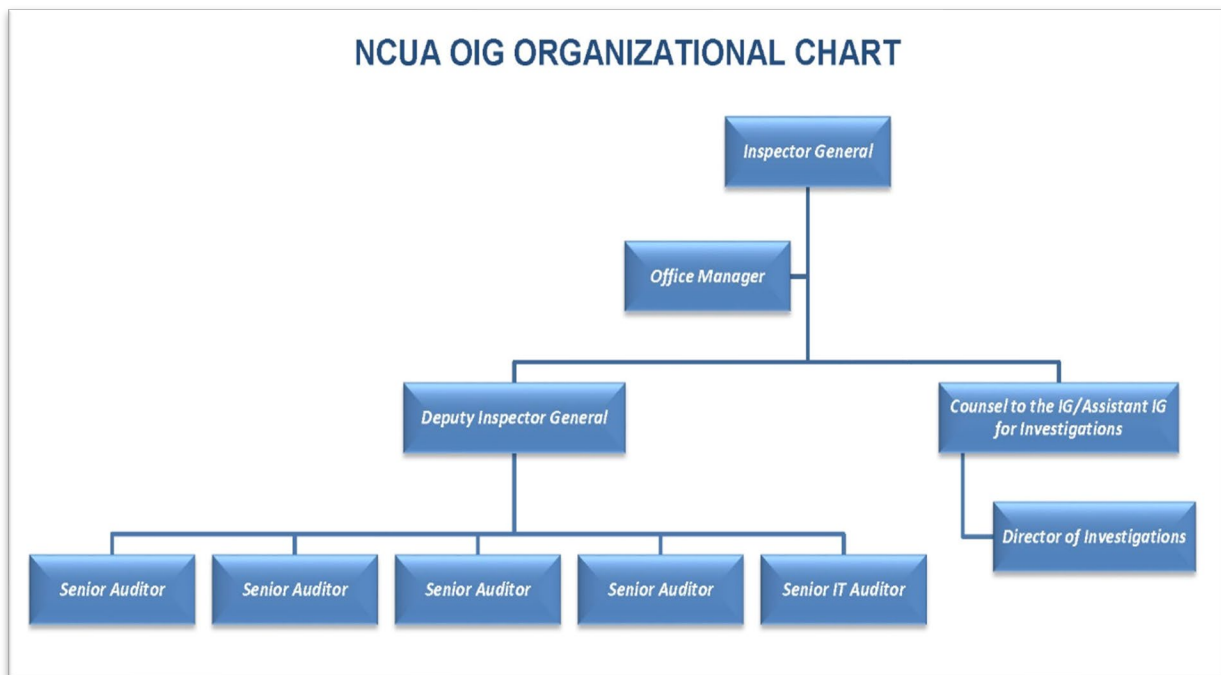 NCUA OIG ORGANIZATIONAL CHART
Inspector General
Office Manager
Deputy Inspector General
Counsel to the IG/Assistant IG
for Investigations
Director of Investigations
Senior Auditor
Senior Auditor
Senior Auditor
Senior Auditor
Senior IT Auditor